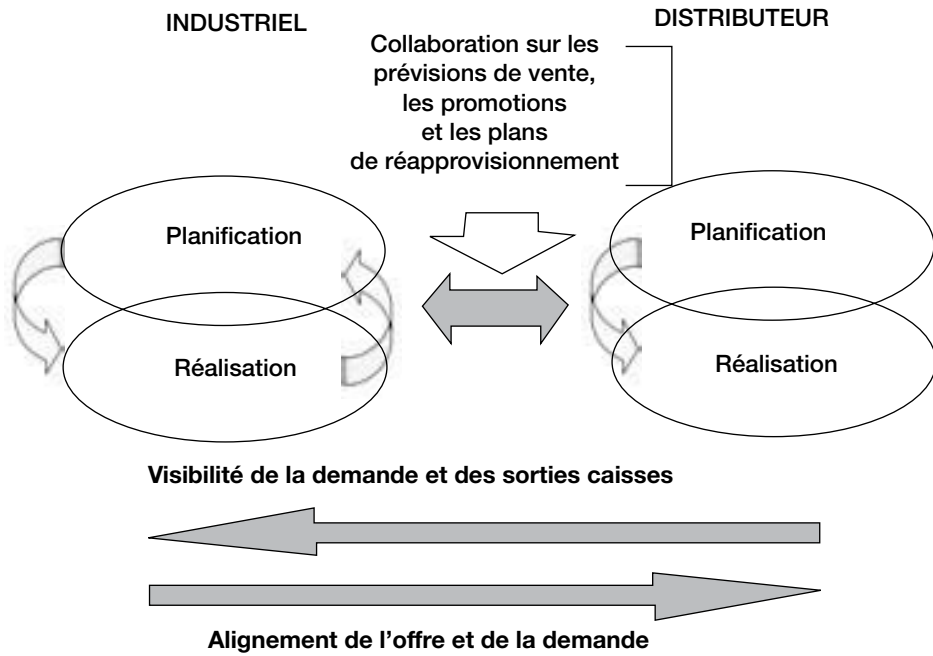 INDUSTRIEL
DISTRIBUTEUR
Collaboration sur les
prévisions de vente,
les promotions
et les plans
de réapprovisionnement
Planification
Planification
Réalisation
Réalisation
Visibilité de la demande et des sorties caisses
Alignement de l’offre et de la demande